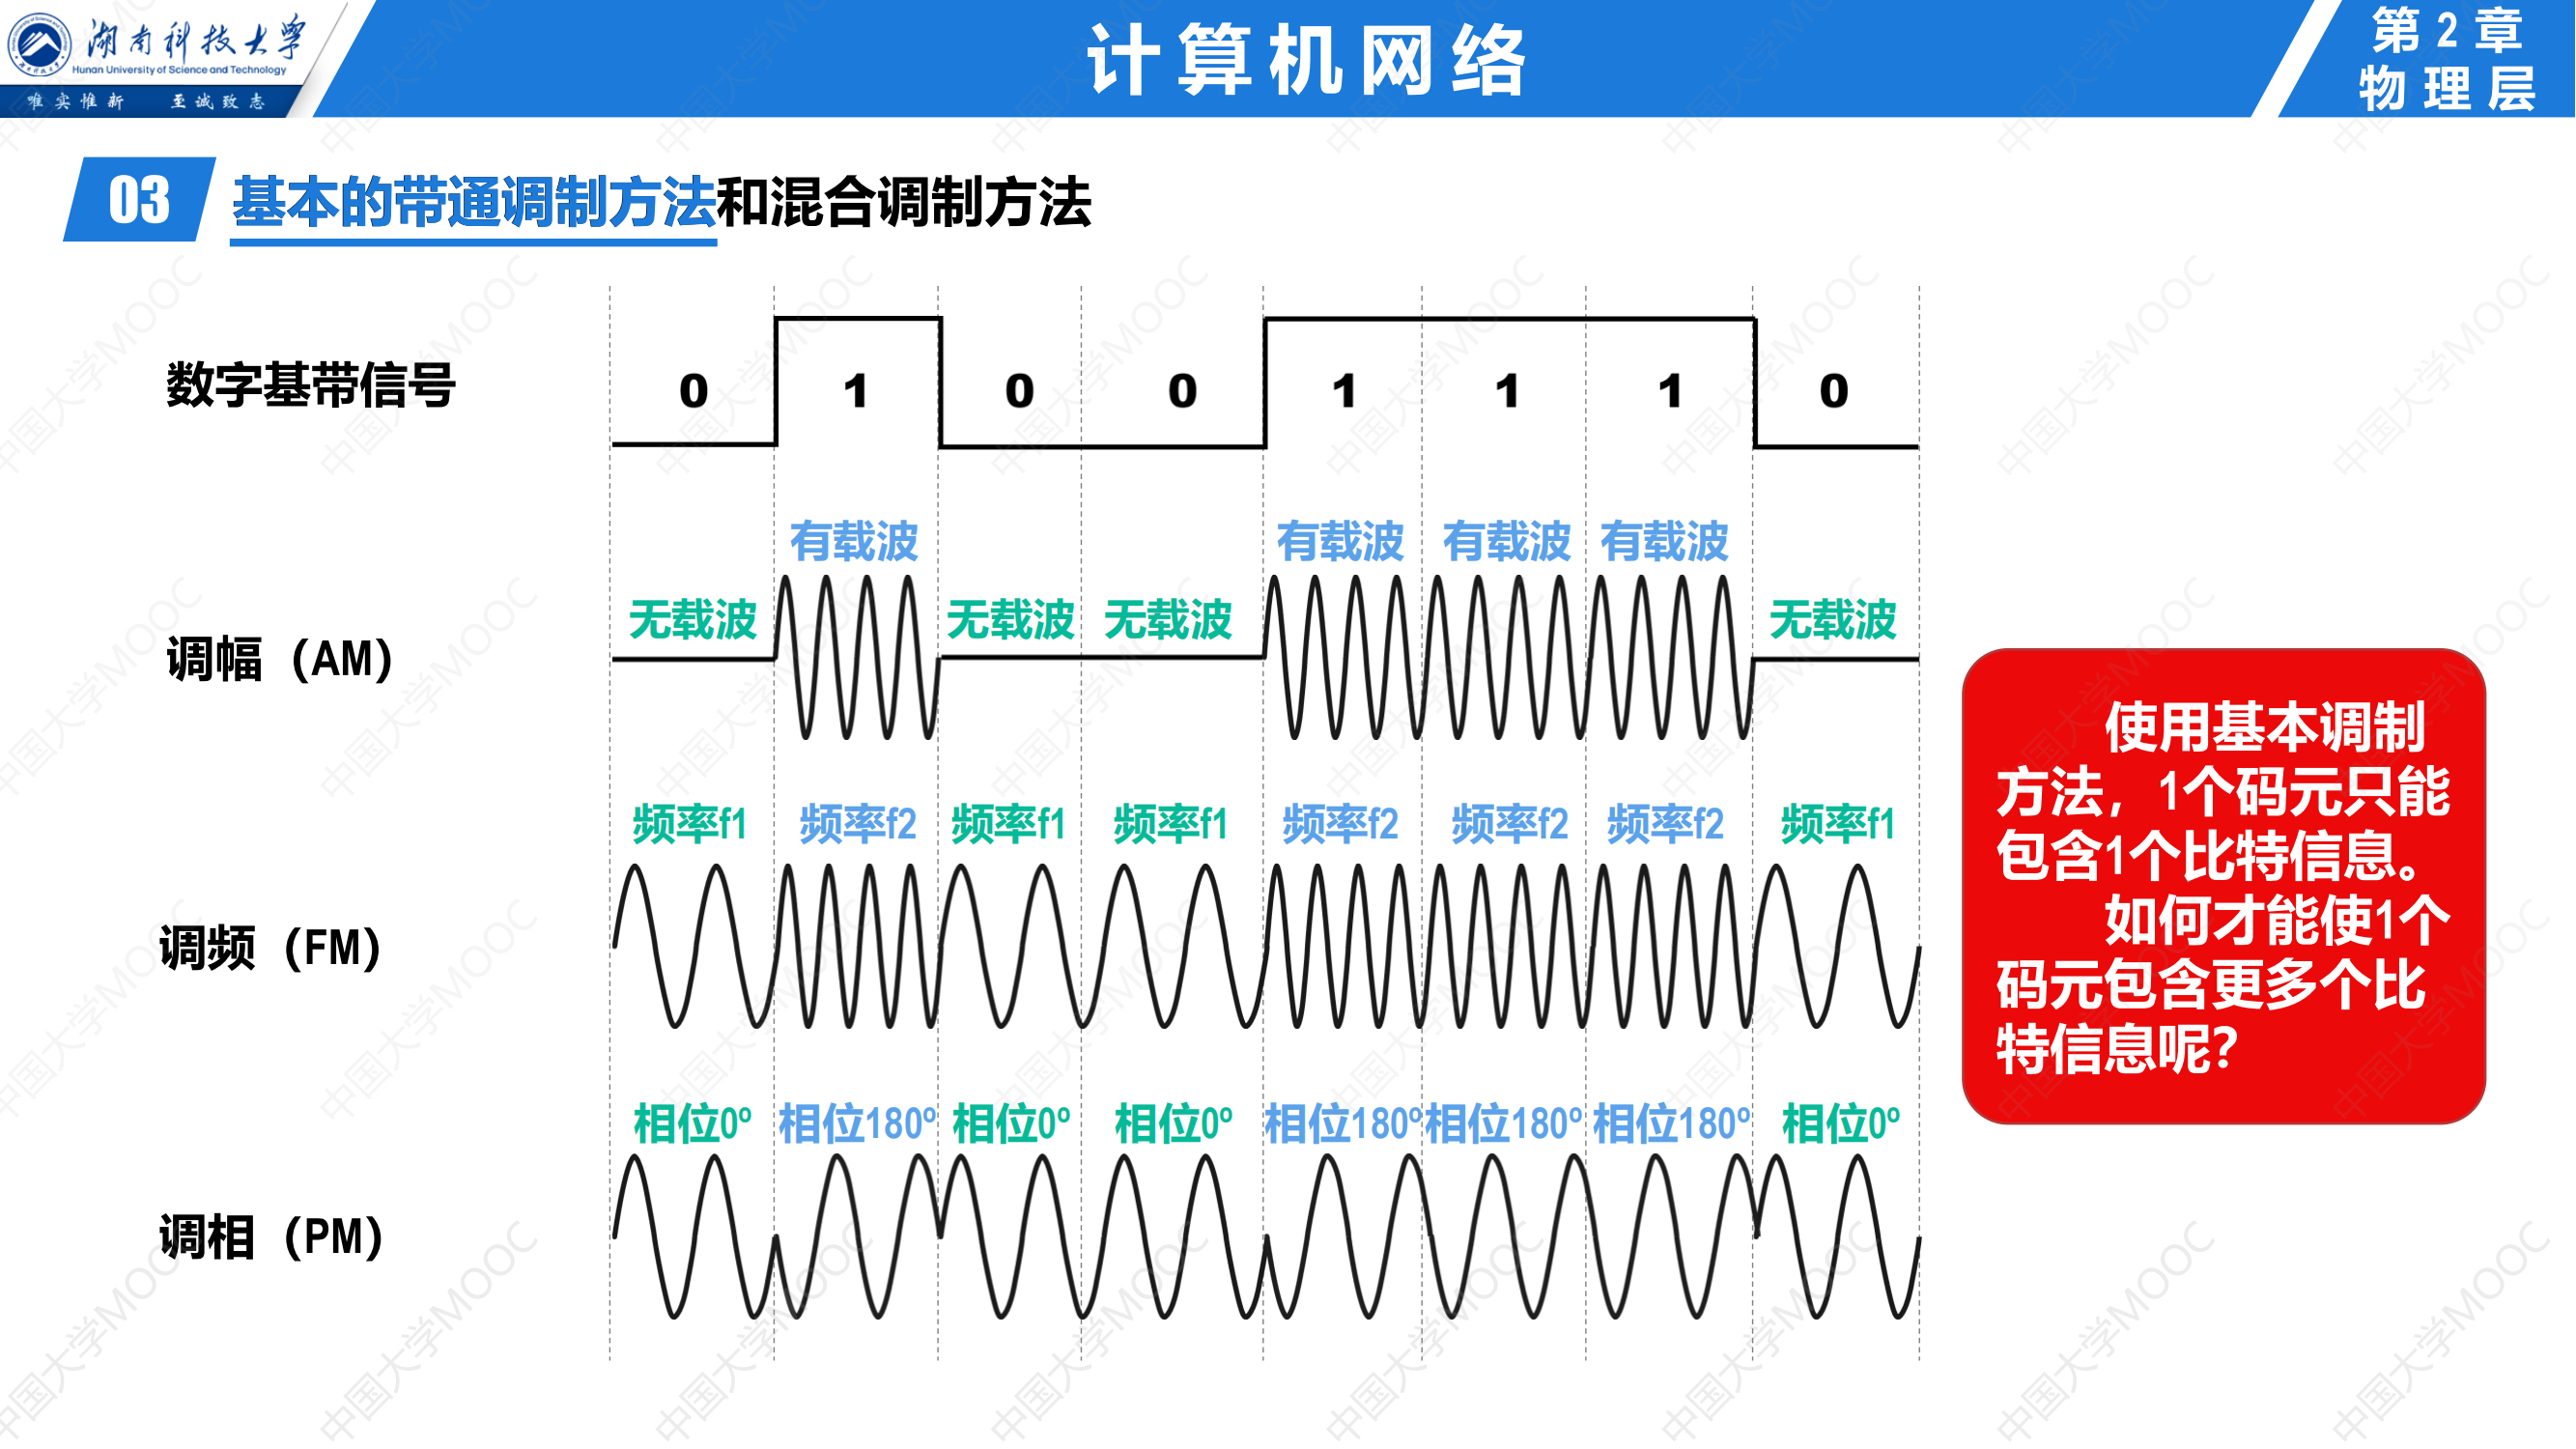 湖南科技大学
Hunan University of Science and Technology
唯实惟新 至诚致志
计算机网络
第2章
物理层
03 基本的带通调制方法和混合调制方法
数字基带信号
0 1 0 0 1 1 1 0
调幅（AM）
无载波 有载波 无载波 无载波 有载波 有载波 有载波 无载波
调频（FM）
频率f1 频率f2 频率f1 频率f1 频率f2 频率f2 频率f2 频率f1
调相（PM）
相位0º 相位180º 相位0º 相位0º 相位180º 相位180º 相位180º 相位0º
使用基本调制
方法，1个码元只能
包含1个比特信息。
如何才能使1个
码元包含更多个比
特信息呢？
中国大学MOOC